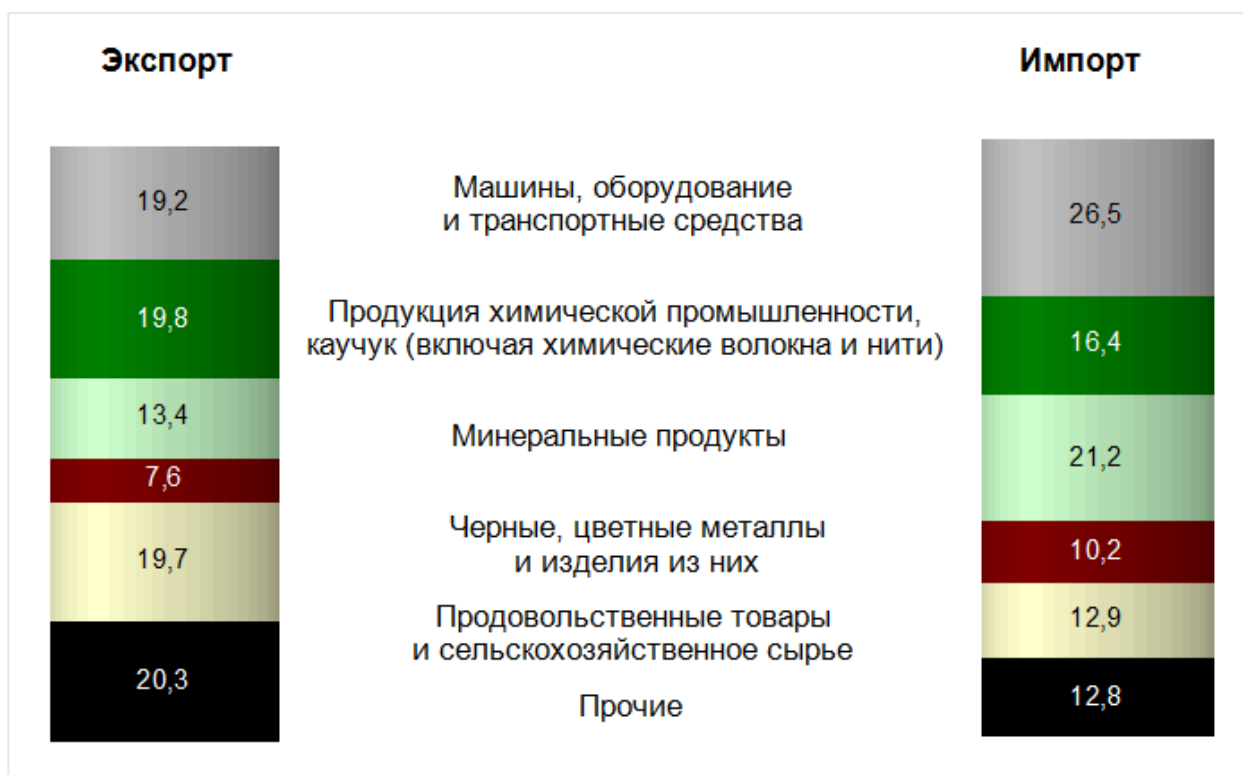 Экспорт
Импорт
19,2
Машины, оборудование
и транспортные средства
26,5
19,8
Продукция химической промышленности,
каучук (включая химические волокна и нити)
16,4
13,4
Минеральные продукты
21,2
7,6
Черные, цветные металлы
и изделия из них
10,2
19,7
Продовольственные товары
и сельскохозяйственное сырье
12,9
20,3
Прочие
12,8